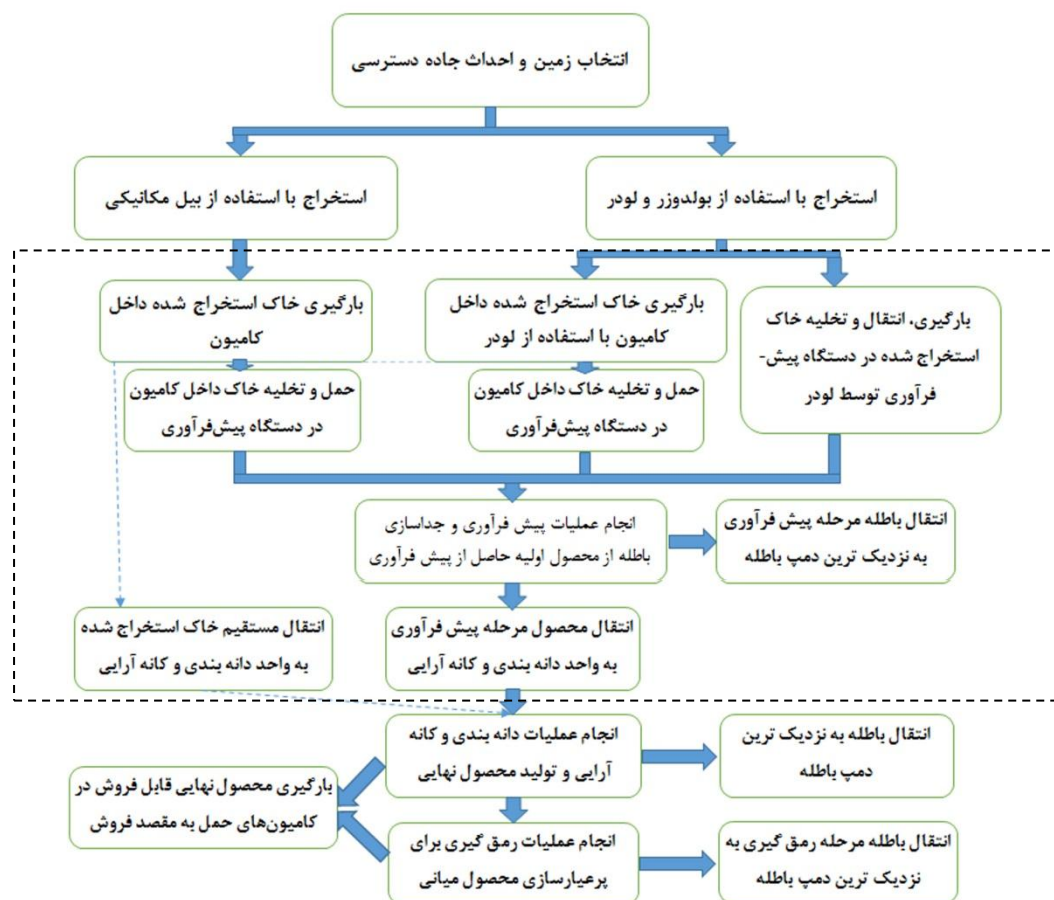 انتخاب زمین و احداث جاده دسترسی
استخراج با استفاده از بولدوزر و لودر
استخراج با استفاده از بیل مکانیکی
بارگیری، انتقال و تخلیه خاک
استخراج شده در دستگاه پیش-
فرآوری توسط لودر
بارگیری خاک استخراج شده داخل
کامیون با استفاده از لودر
بارگیری خاک استخراج شده داخل
کامیون
حمل و تخلیه خاک داخل کامیون
در دستگاه پیش‌فرآوری
حمل و تخلیه خاک داخل کامیون
در دستگاه پیش‌فرآوری
انجام عملیات پیش فرآوری و جداسازی
باطله از محصول اولیه حاصل از پیش فرآوری
انتقال باطله مرحله پیش فرآوری
به نزدیک ترین دمپ باطله
انتقال محصول مرحله پیش فرآوری
به واحد دانه بندی و کانه آرایی
انتقال مستقیم خاک استخراج شده
به واحد دانه بندی و کانه آرایی
انجام عملیات دانه بندی و کانه
آرایی و تولید محصول نهایی
انتقال باطله به نزدیک ترین
دمپ باطله
بارگیری محصول نهایی قابل فروش در
کامیون‌های حمل به مقصد فروش
انجام عملیات رمق گیری برای
پرعیارسازی محصول میانی
انتقال باطله مرحله رمق گیری به
نزدیک ترین دمپ باطله